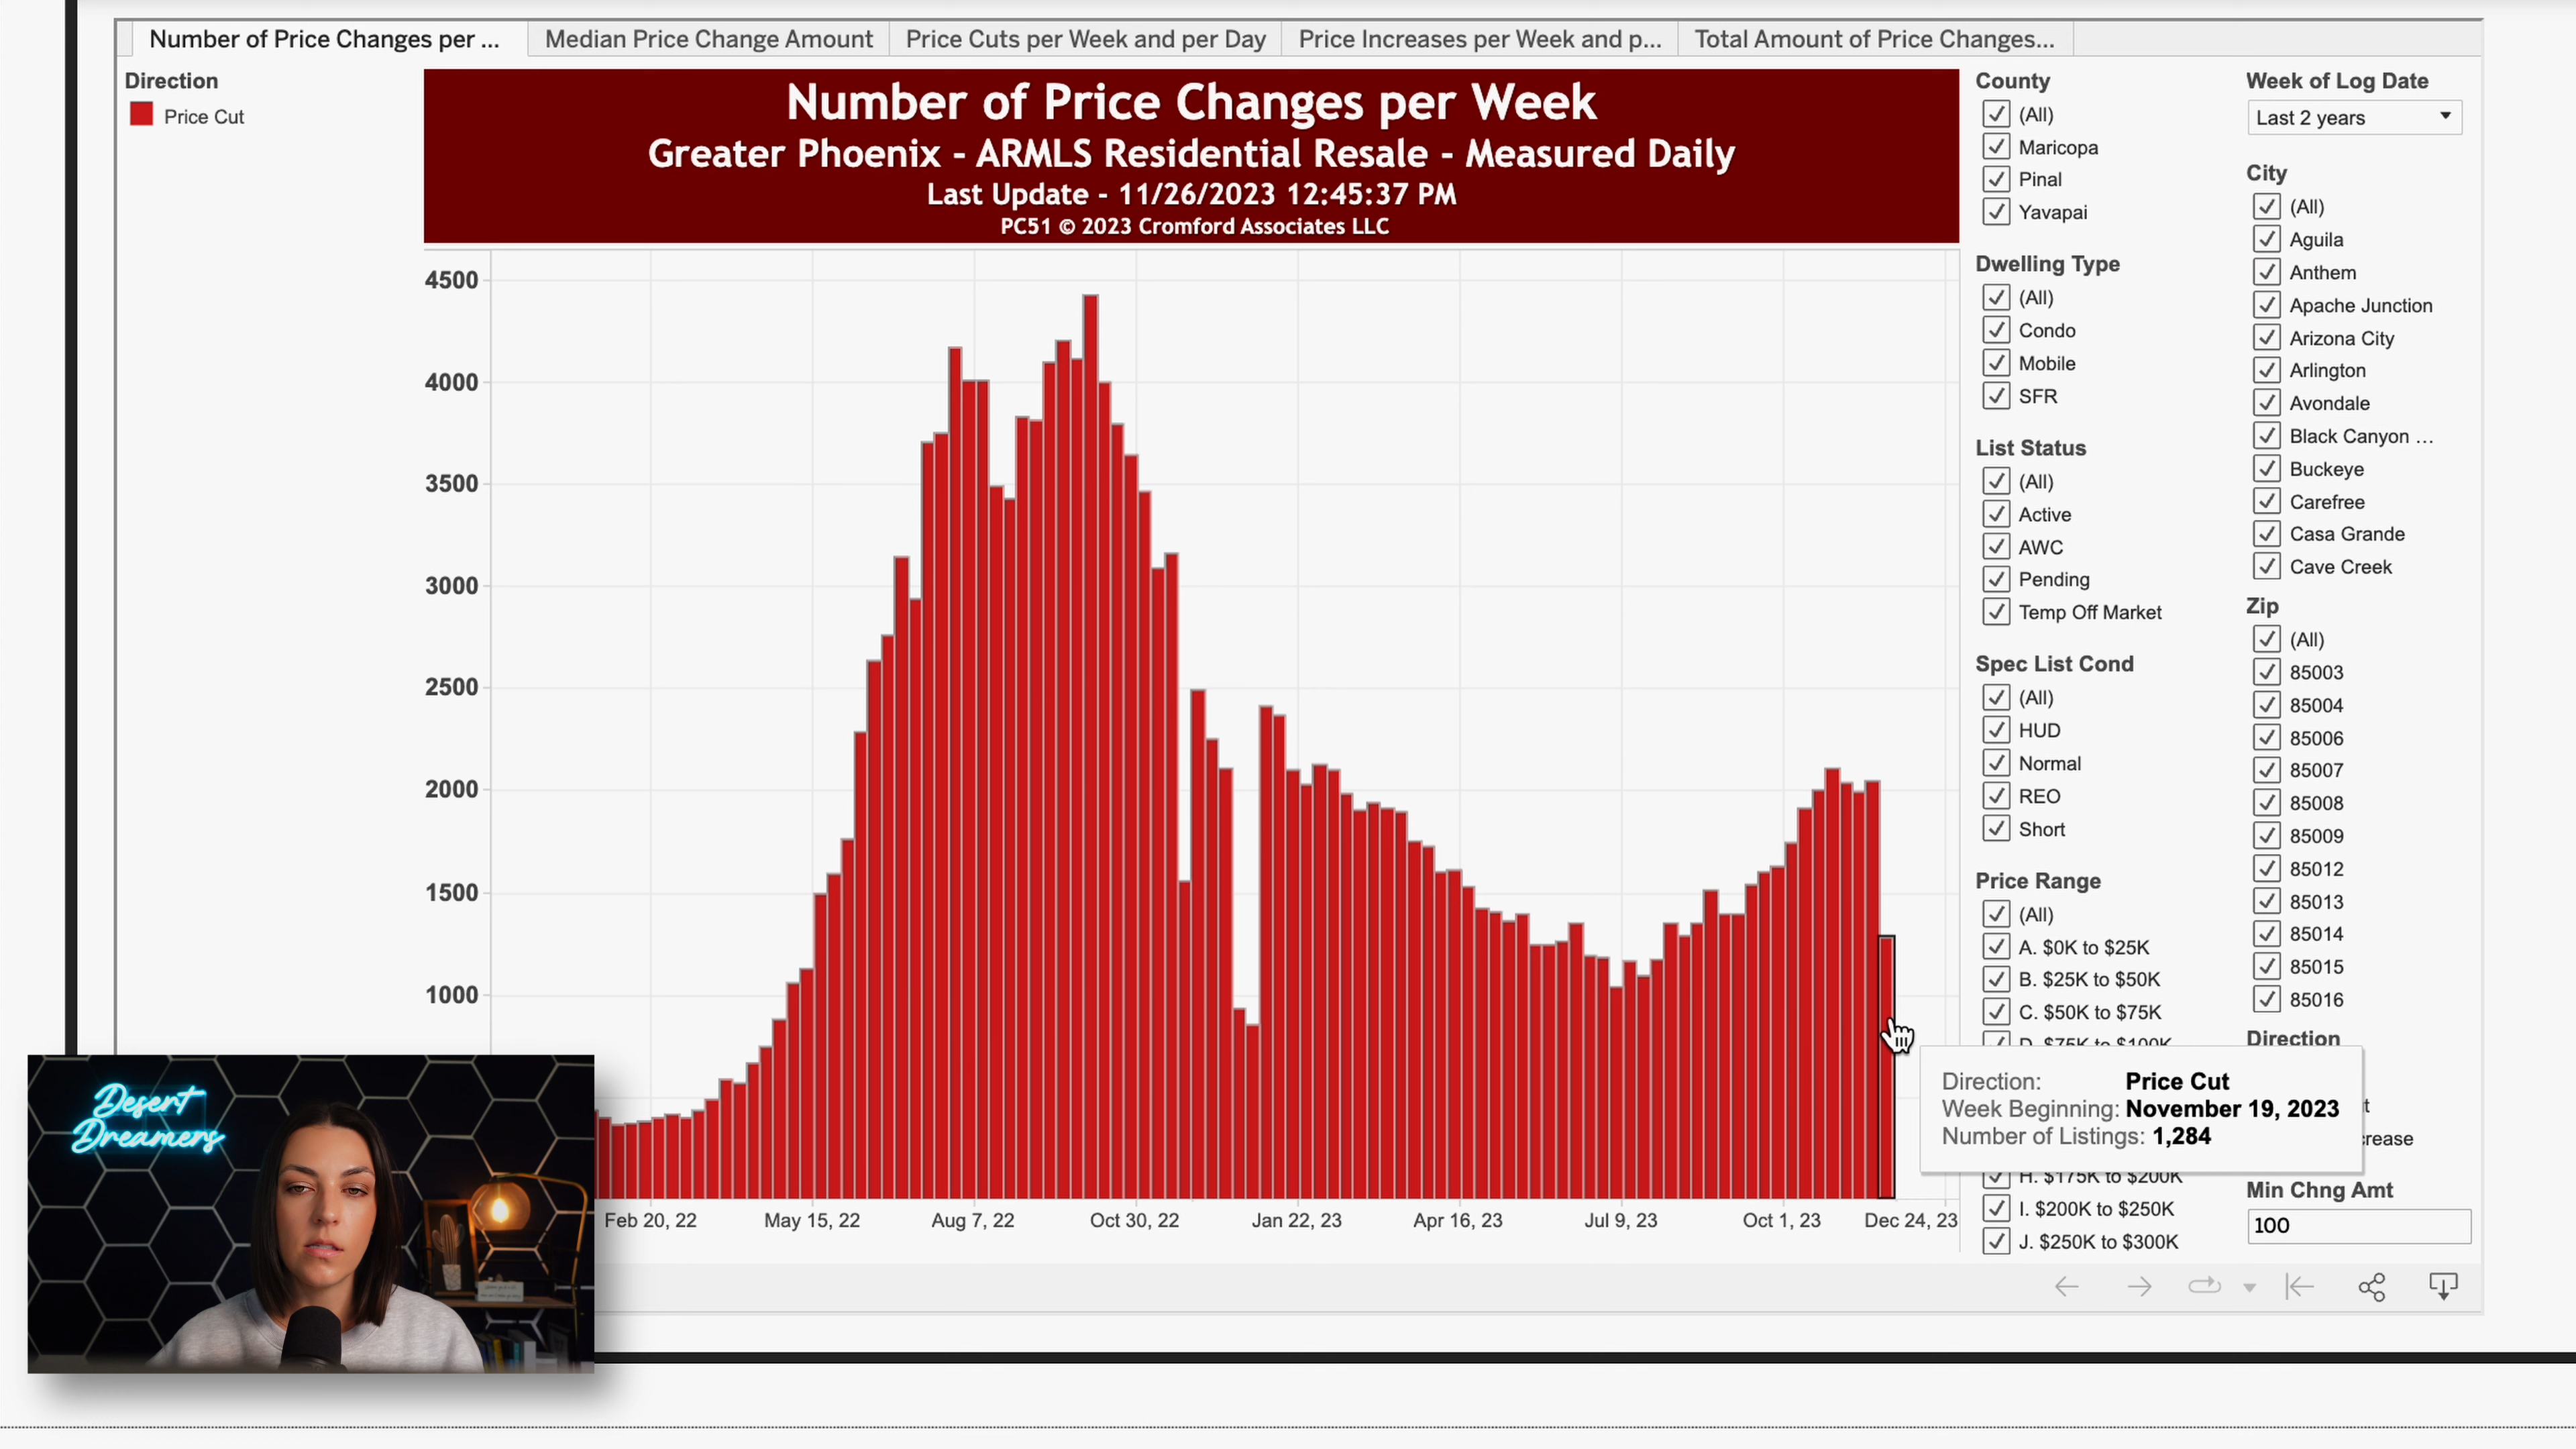 Number of Price Changes per ...
Median Price Change Amount
Price Cuts per Week and per Day
Price Increases per Week and p...
Total Amount of Price Changes...
Direction
Price Cut
Number of Price Changes per Week
Greater Phoenix - ARMLS Residential Resale - Measured Daily
Last Update - 11/26/2023 12:45:37 PM
PC51 © 2023 Cromford Associates LLC
4500
4000
3500
3000
2500
2000
1500
1000
Feb 20, 22
May 15, 22
Aug 7, 22
Oct 30, 22
Jan 22, 23
Apr 16, 23
Jul 9, 23
Oct 1, 23
Dec 24, 23
Direction: Price Cut
Week Beginning: November 19, 2023
Number of Listings: 1,284
County
(All)
Maricopa
Pinal
Yavapai
Dwelling Type
(All)
Condo
Mobile
SFR
List Status
(All)
Active
AWC
Pending
Temp Off Market
Spec List Cond
(All)
HUD
Normal
REO
Short
Price Range
(All)
A. $0K to $25K
B. $25K to $50K
C. $50K to $75K
D. $75K to $100K
H. $175K to $200K
I. $200K to $250K
J. $250K to $300K
Week of Log Date
Last 2 years
City
(All)
Aguila
Anthem
Apache Junction
Arizona City
Arlington
Avondale
Black Canyon ...
Buckeye
Carefree
Casa Grande
Cave Creek
Zip
(All)
85003
85004
85006
85007
85008
85009
85012
85013
85014
85015
85016
Direction
t
crease
Min Chng Amt
100
Desert
Dreamers